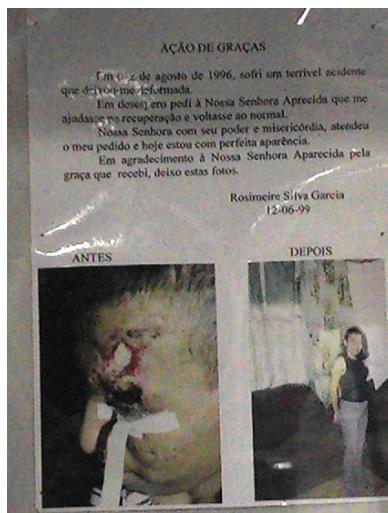 AÇÃO DE GRAÇAS
Em de agosto de 1996, sofri um terrível acidente
que deixou-me deformada.
Em desespero pedi à Nossa Senhora Aprecida que me
ajudasse na recuperação e voltasse ao normal.
Nossa Senhora com seu poder e misericórdia, atendeu
o meu pedido e hoje estou com perfeita aparência.
Em agradecimento à Nossa Senhora Aparecida pela
graça que recebi, deixo estas fotos.
Rosimeire Silva Garcia
12-06-99
ANTES
DEPOIS